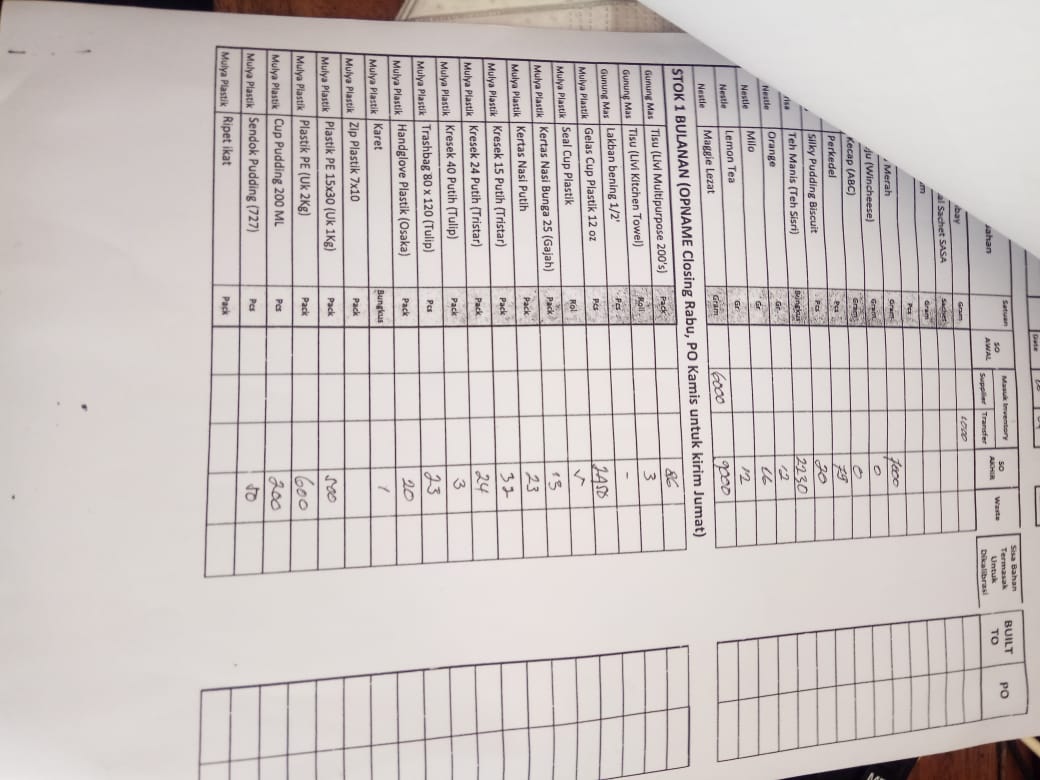 Date
Bahan Satuan SO AWAL Masuk Inventory Supplier Transfer SO AKHIR Waste Sisa Bahan Termasak Untuk Dikalibrasi BUILT TO PO
bay Gram 1000
Sachet SASA Sachet
Gram
Merah Pcs
(Wincheese) Gram 7000
Kecap (ABC) Gram 0
Perkedel Gram 0
Silky Pudding Biscuit Pcs
Teh Manis (Teh Sisri) Pcs 20
Nestle Orange Bungkus 2230
Nestle Milo Gr 12
Nestle Lemon Tea Gr 16
Nestle Maggie Lezat Gr 12
Gram 6000 9000
STOK 1 BULANAN (OPNAME Closing Rabu, PO Kamis untuk kirim Jumat)
Gunung Mas Tisu (Livi Multipurpose 200's) Pack 86
Gunung Mas Tisu (Livi Kitchen Towel) Roll 3
Gunung Mas Lakban bening 1/2' Pcs -
Mulya Plastik Gelas Cup Plastik 12 oz Pcs
Mulya Plastik Seal Cup Plastik Rol
Mulya Plastik Kertas Nasi Bunga 25 (Gajah) Pack 13
Mulya Plastik Kertas Nasi Putih Pack 23
Mulya Plastik Kresek 15 Putih (Tristar) Pack 32
Mulya Plastik Kresek 24 Putih (Tristar) Pack 24
Mulya Plastik Kresek 40 Putih (Tulip) Pack 3
Mulya Plastik Trashbag 80 x 120 (Tulip) Pcs 23
Mulya Plastik Handglove Plastik (Osaka) Pack 20
Mulya Plastik Karet Bungkus 1
Mulya Plastik Zip Plastik 7x10 Pack
Mulya Plastik Plastik PE 15x30 (Uk 1Kg) Pack 500
Mulya Plastik Plastik PE (Uk 2Kg) Pack 600
Mulya Plastik Cup Pudding 200 ML Pcs 200
Mulya Plastik Sendok Pudding (727) Pcs 50
Mulya Plastik Ripet ikat Pack